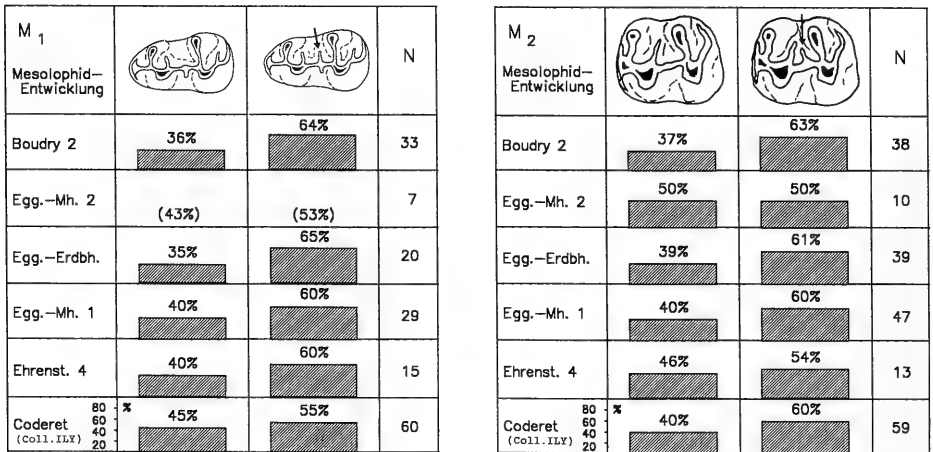 M 1
Mesolophid–
Entwicklung
N
Boudry 2 36% 64% 33
Egg.–Mh. 2 (43%) (53%) 7
Egg.–Erdbh. 35% 65% 20
Egg.–Mh. 1 40% 60% 29
Ehrenst. 4 40% 60% 15
Coderet (Coll.ILY) 80 60 40 20 % 45% 55% 60
M 2
Mesolophid–
Entwicklung
N
Boudry 2 37% 63% 38
Egg.–Mh. 2 50% 50% 10
Egg.–Erdbh. 39% 61% 39
Egg.–Mh. 1 40% 60% 47
Ehrenst. 4 46% 54% 13
Coderet (Coll.ILY) 80 60 40 20 % 40% 60% 59